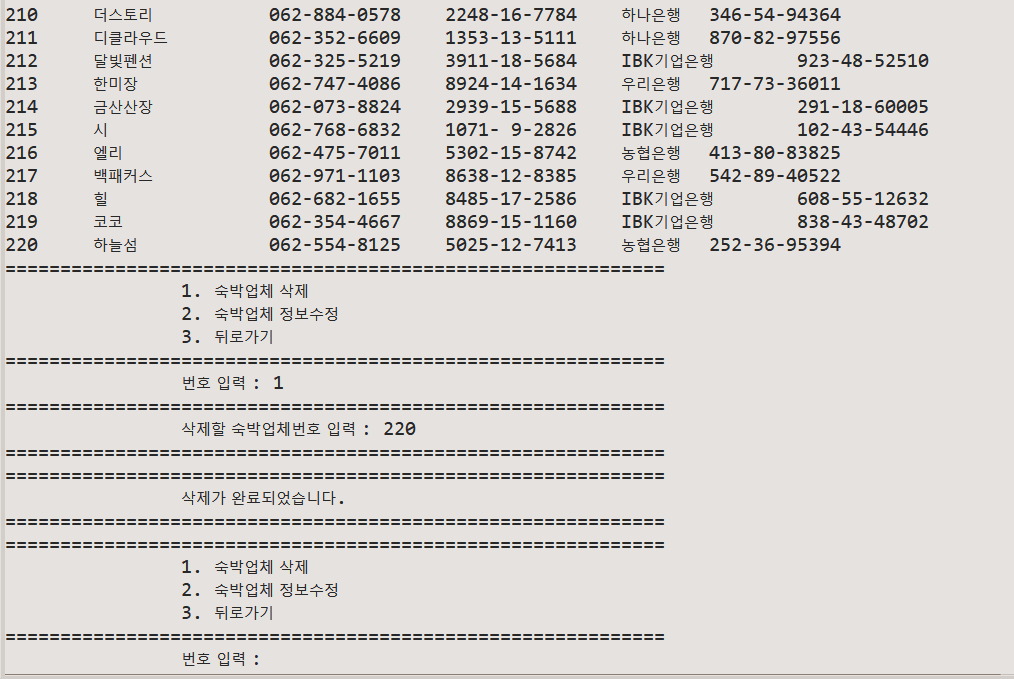 210 더스토리 062-884-0578 2248-16-7784 하나은행 346-54-94364
211 디클라우드 062-352-6609 1353-13-5111 하나은행 870-82-97556
212 달빛펜션 062-325-5219 3911-18-5684 IBK기업은행 923-48-52510
213 한미장 062-747-4086 8924-14-1634 우리은행 717-73-36011
214 금산산장 062-073-8824 2939-15-5688 IBK기업은행 291-18-60005
215 시 062-768-6832 1071- 9-2826 IBK기업은행 102-43-54446
216 엘리 062-475-7011 5302-15-8742 농협은행 413-80-83825
217 백패커스 062-971-1103 8638-12-8385 우리은행 542-89-40522
218 힐 062-682-1655 8485-17-2586 IBK기업은행 608-55-12632
219 코코 062-354-4667 8869-15-1160 IBK기업은행 838-43-48702
220 하늘섬 062-554-8125 5025-12-7413 농협은행 252-36-95394
============================================================
1. 숙박업체 삭제
2. 숙박업체 정보수정
3. 뒤로가기
============================================================
번호 입력 : 1
============================================================
삭제할 숙박업체번호 입력 : 220
============================================================
============================================================
삭제가 완료되었습니다.
============================================================
============================================================
1. 숙박업체 삭제
2. 숙박업체 정보수정
3. 뒤로가기
============================================================
번호 입력 :